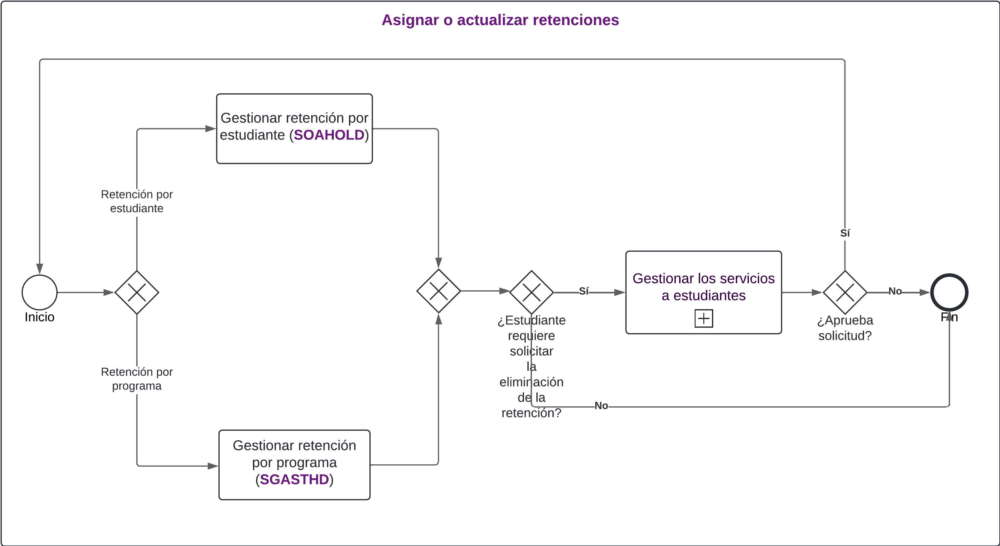 Asignar o actualizar retenciones
Gestionar retención por
estudiante (SOAHOLD)
Retención por
estudiante
Inicio
Retención por
programa
Gestionar retención
por programa
(SGASTHD)
¿Estudiante
requiere
solicitar
la
eliminación
de la
retención?
Sí
No
Gestionar los servicios
a estudiantes
¿Aprueba
solicitud?
Sí
No
Fin